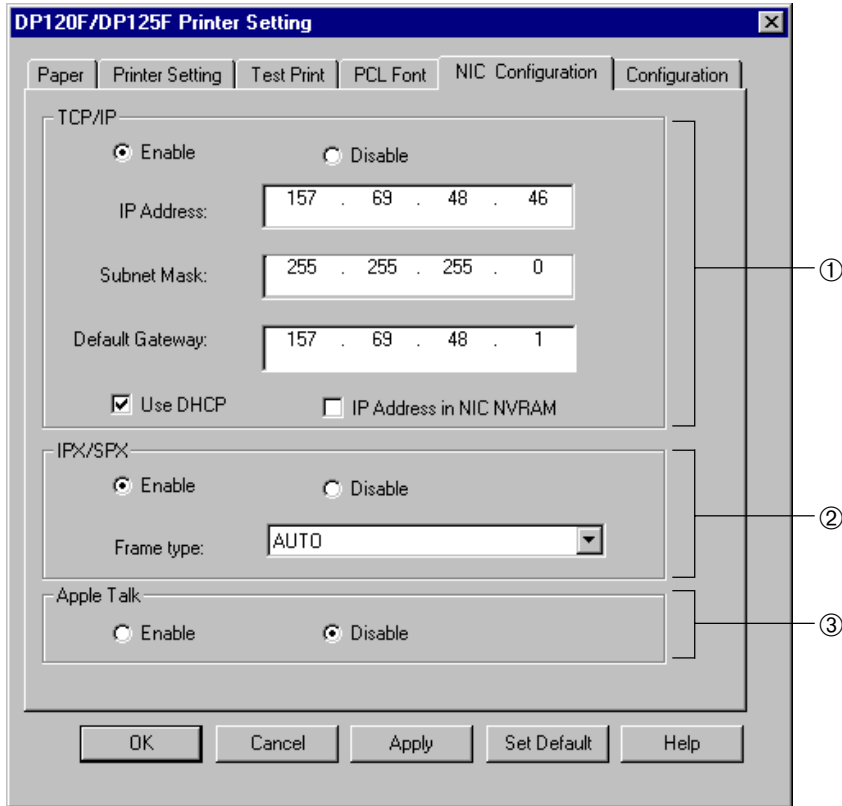 DP120F/DP125F Printer Setting
Paper Printer Setting Test Print PCL Font NIC Configuration Configuration
TCP/IP
Enable Disable
IP Address: 157 . 69 . 48 . 46
Subnet Mask: 255 . 255 . 255 . 0
①
Default Gateway: 157 . 69 . 48 . 1
Use DHCP IP Address in NIC NVRAM
IPX/SPX
Enable Disable
②
Frame type: AUTO
Apple Talk
Enable Disable
③
OK Cancel Apply Set Default Help